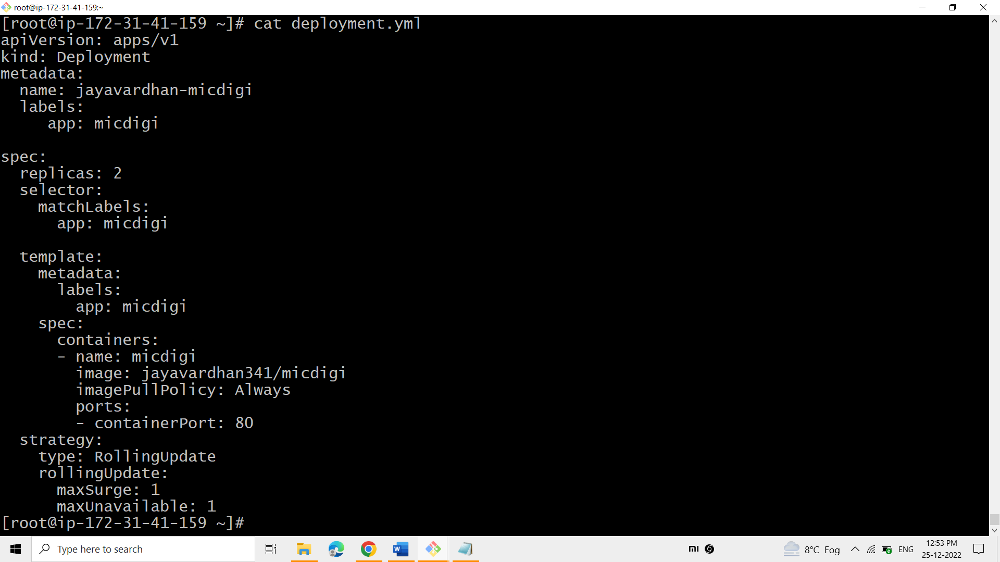 root@ip-172-31-41-159:~
[root@ip-172-31-41-159 ~]# cat deployment.yml
apiVersion: apps/v1
kind: Deployment
metadata:
  name: jayavardhan-micdigi
  labels:
     app: micdigi

spec:
  replicas: 2
  selector:
    matchLabels:
      app: micdigi

  template:
    metadata:
      labels:
        app: micdigi
    spec:
      containers:
      - name: micdigi
        image: jayavardhan341/micdigi
        imagePullPolicy: Always
        ports:
        - containerPort: 80
  strategy:
    type: RollingUpdate
    rollingUpdate:
      maxSurge: 1
      maxUnavailable: 1
[root@ip-172-31-41-159 ~]#
Type here to search
W
mi
8°C Fog
ENG
12:53 PM
25-12-2022